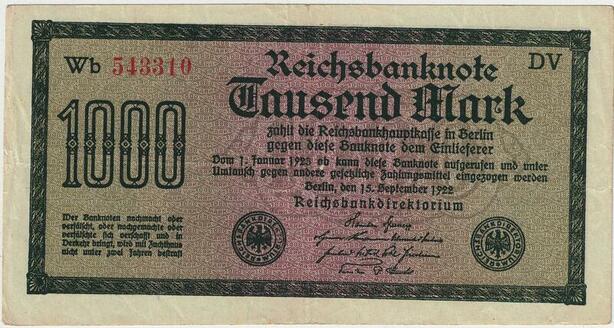 Wb 543310
DV
Reichsbanknote
Tausend Mark
1000
zahlt die Reichsbankhauptkasse in Berlin
gegen diese Banknote dem Einlieferer
Vom 1. Januar 1923 ab kann diese Banknote aufgerufen und unter
Umtausch gegen andere gesetzliche Zahlungsmittel eingezogen werden
Berlin, den 15. September 1922
Reichsbankdirektorium
Wer Banknoten nachmacht oder
verfälscht, oder nachgemachte oder
verfälschte sich verschafft und in
Verkehr bringt, wird mit Zuchthaus
nicht unter zwei Jahren bestraft